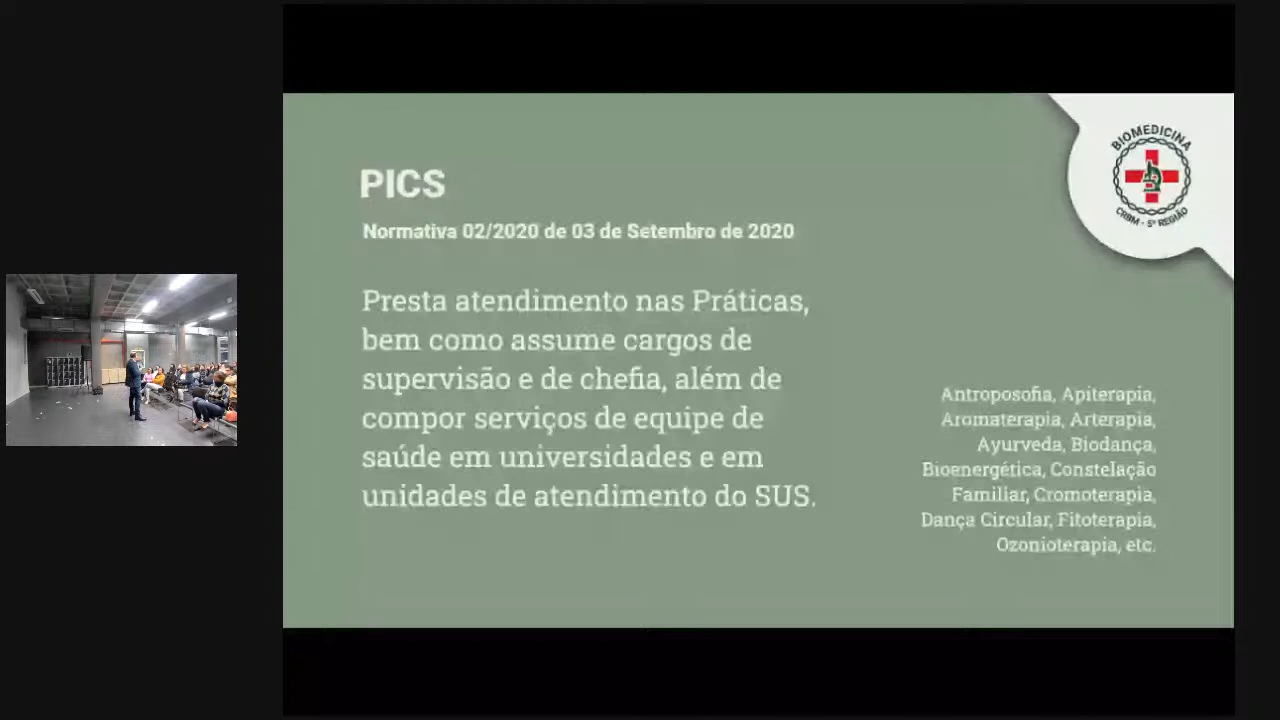 PICS
Normativa 02/2020 de 03 de Setembro de 2020
Presta atendimento nas Práticas,
bem como assume cargos de
supervisão e de chefia, além de
compor serviços de equipe de
saúde em universidades e em
unidades de atendimento do SUS.
Antroposofia, Apiterapia,
Aromaterapia, Arterapia,
Ayurveda, Biodança,
Bioenergética, Constelação
Familiar, Cromoterapia,
Dança Circular, Fitoterapia,
Ozonioterapia, etc.
BIOMEDICINA
CRBM - 5ª REGIÃO